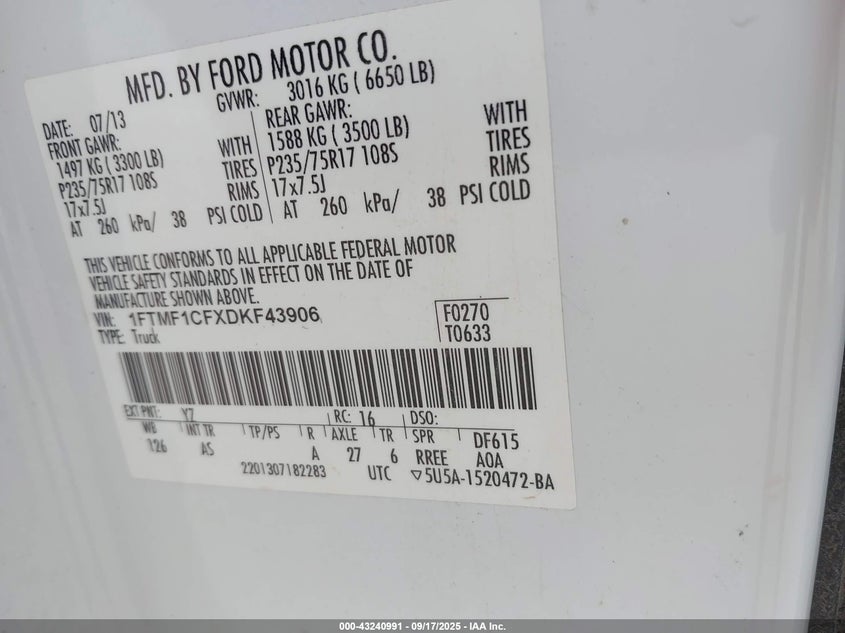 MFD. BY FORD MOTOR CO.
DATE: 07/13
GVWR: 3016 KG ( 6650 LB)
FRONT GAWR:
1497 KG ( 3300 LB) WITH
P235/75R17 108S TIRES
17x7.5J RIMS
AT 260 kPa/ 38 PSI COLD
REAR GAWR:
1588 KG ( 3500 LB) WITH
P235/75R17 108S TIRES
17x7.5J RIMS
AT 260 kPa/ 38 PSI COLD
THIS VEHICLE CONFORMS TO ALL APPLICABLE FEDERAL MOTOR
VEHICLE SAFETY STANDARDS IN EFFECT ON THE DATE OF
MANUFACTURE SHOWN ABOVE.
VIN: 1FTMF1CFXDKF43906
TYPE: Truck
F0270
T0633
EXT PNT: YZ RC: 16 DSO:
WB INT TR TP/PS R AXLE TR SPR DF615
126 AS A 27 6 RREE AOA
2201307182283 UTC ▽5U5A-1520472-BA
000-43240991 - 09/17/2025 - IAA Inc.